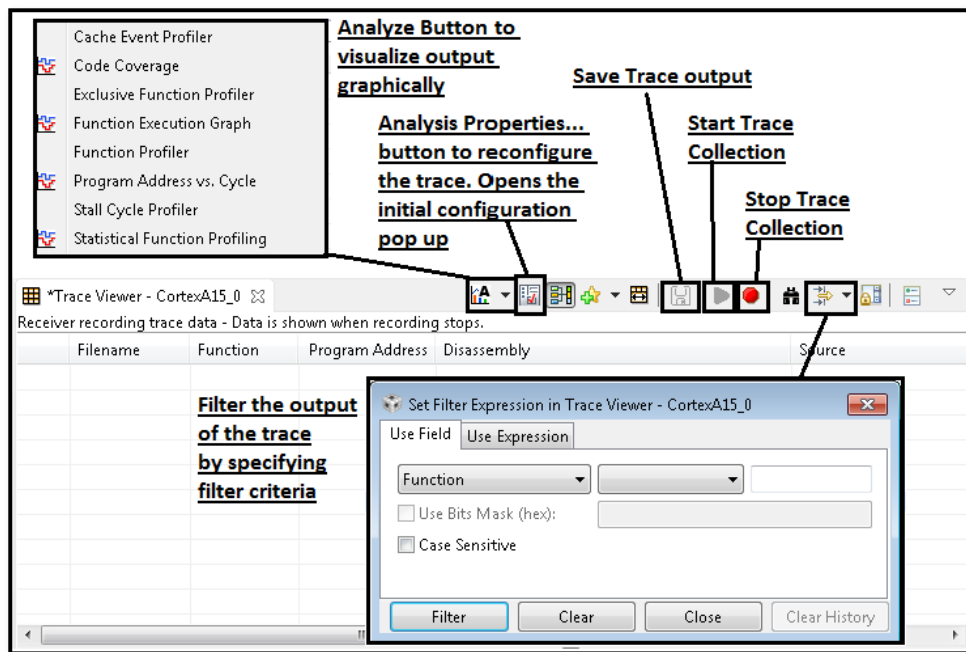 Cache Event Profiler
Code Coverage
Exclusive Function Profiler
Function Execution Graph
Function Profiler
Program Address vs. Cycle
Stall Cycle Profiler
Statistical Function Profiling
Analyze Button to
visualize output
graphically
Analysis Properties...
button to reconfigure
the trace. Opens the
initial configuration
pop up
Save Trace output
Start Trace
Collection
Stop Trace
Collection
*Trace Viewer - CortexA15_0
Receiver recording trace data - Data is shown when recording stops.
Filename Function Program Address Disassembly Source
Filter the output
of the trace
by specifying
filter criteria
Set Filter Expression in Trace Viewer - CortexA15_0
Use Field Use Expression
Function
Use Bits Mask (hex):
Case Sensitive
Filter Clear Close Clear History